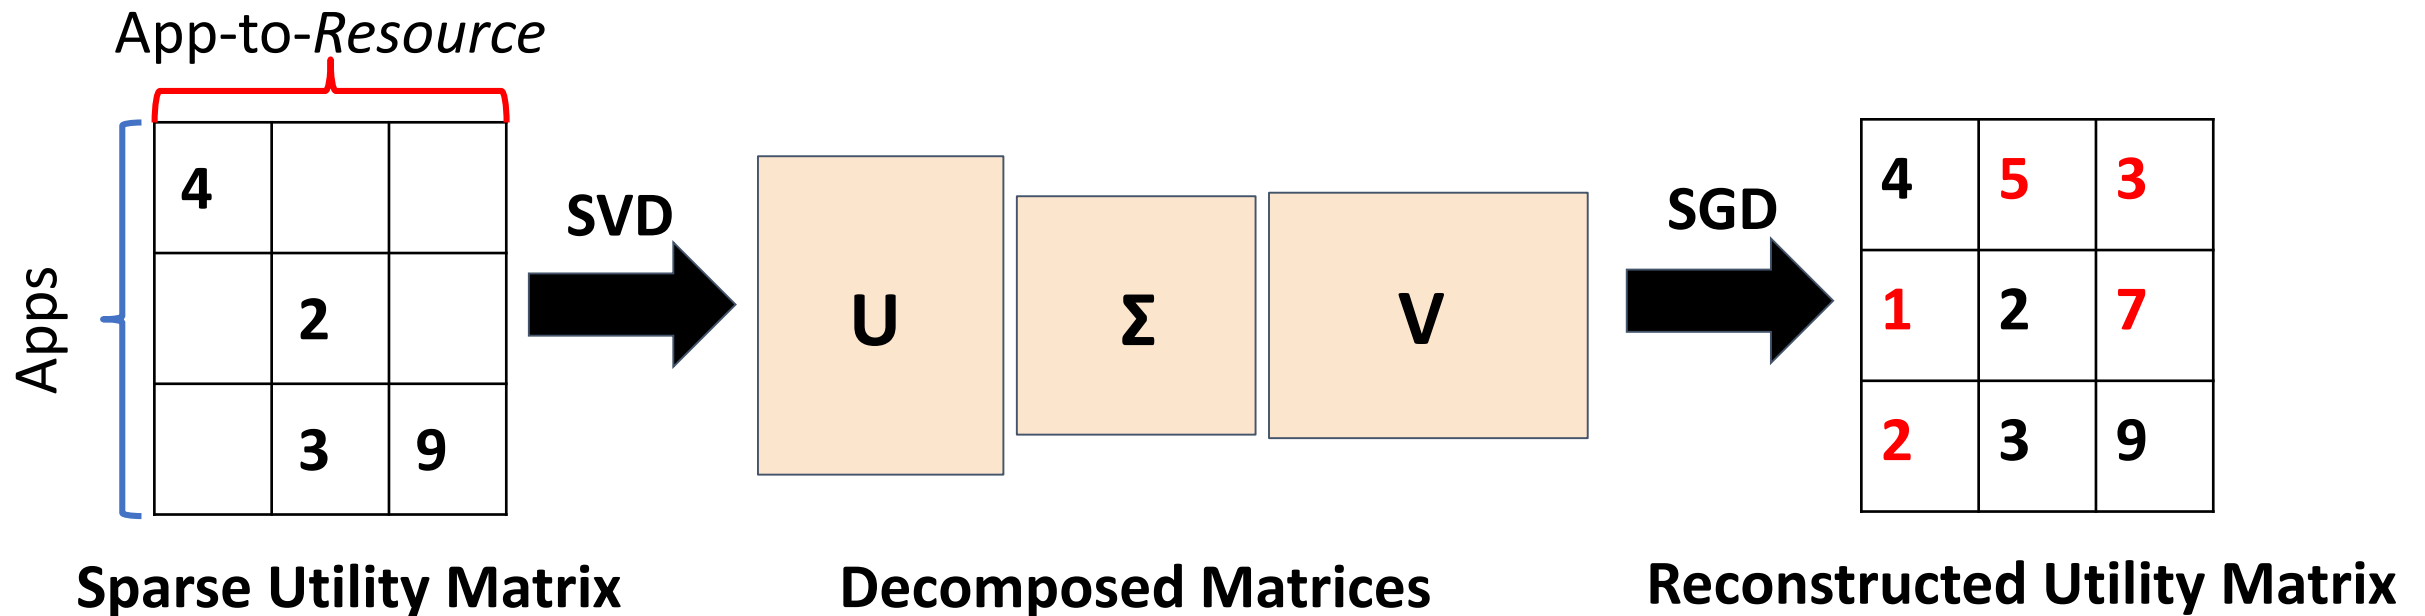 App-to-Resource
Apps
4
2
3 9
SVD
U Σ V
SGD
4 5 3
1 2 7
2 3 9
Sparse Utility Matrix
Decomposed Matrices
Reconstructed Utility Matrix